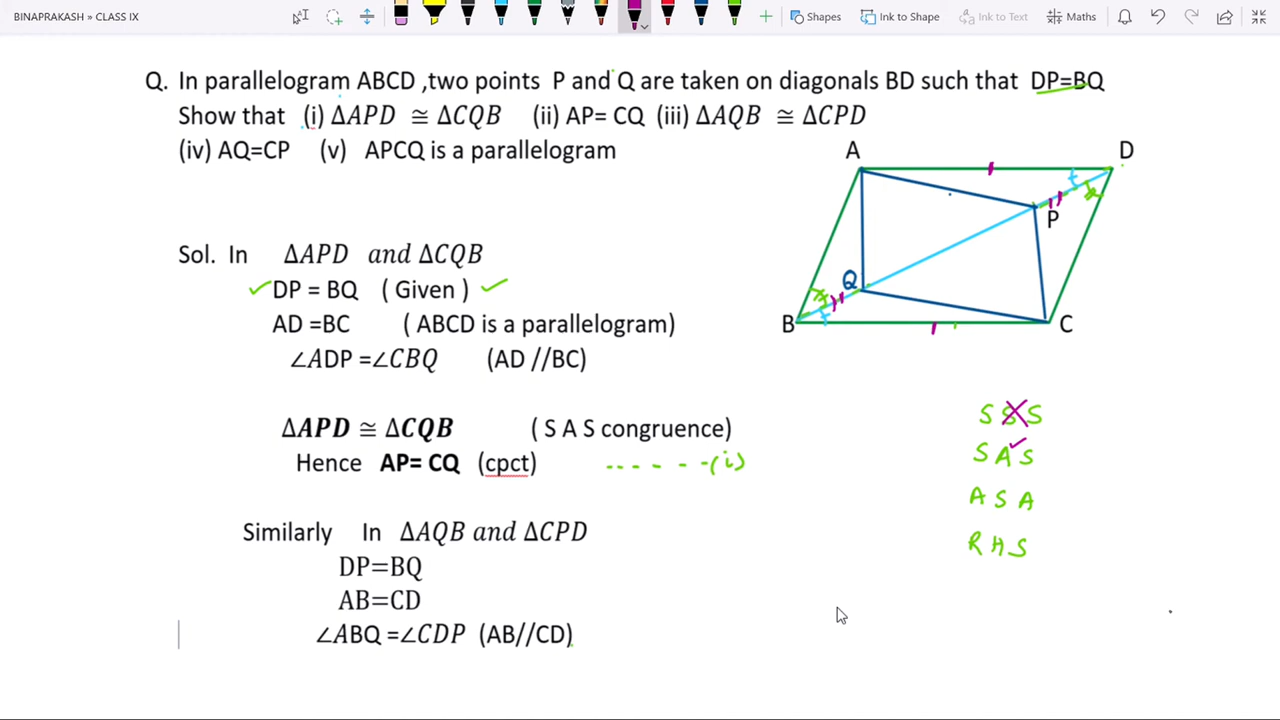 BINAPRAKASH » CLASS IX
Shapes Ink to Shape Ink to Text Maths
Q. In parallelogram ABCD ,two points P and Q are taken on diagonals BD such that DP=BQ
Show that (i) ΔAPD ≅ ΔCQB (ii) AP= CQ (iii) ΔAQB ≅ ΔCPD
(iv) AQ=CP (v) APCQ is a parallelogram
A
D
P
Q
B
C
Sol. In ΔAPD and ΔCQB
DP = BQ ( Given )
AD =BC ( ABCD is a parallelogram)
∠ADP =∠CBQ (AD //BC)
ΔAPD ≅ ΔCQB ( S A S congruence)
Hence AP= CQ (cpct) - - - - - - -(i)
S S S
S A S
A S A
R H S
Similarly In ΔAQB and ΔCPD
DP=BQ
AB=CD
∠ABQ =∠CDP (AB//CD)